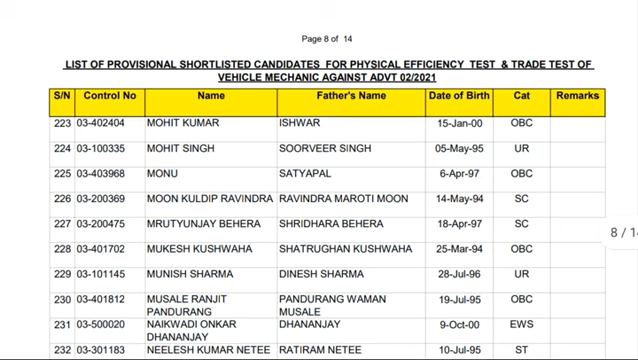 Page 8 of 14
LIST OF PROVISIONAL SHORTLISTED CANDIDATES FOR PHYSICAL EFFICIENCY TEST & TRADE TEST OF
VEHICLE MECHANIC AGAINST ADVT 02/2021
S/N Control No Name Father's Name Date of Birth Cat Remarks
223 03-402404 MOHIT KUMAR ISHWAR 15-Jan-00 OBC
224 03-100335 MOHIT SINGH SOORVEER SINGH 05-May-95 UR
225 03-403968 MONU SATYAPAL 6-Apr-97 OBC
226 03-200369 MOON KULDIP RAVINDRA RAVINDRA MAROTI MOON 14-May-94 SC
227 03-200475 MRUTYUNJAY BEHERA SHRIDHARA BEHERA 18-Apr-97 SC
228 03-401702 MUKESH KUSHWAHA SHATRUGHAN KUSHWAHA 25-Mar-94 OBC
8 / 14
229 03-101145 MUNISH SHARMA DINESH SHARMA 28-Jul-96 UR
230 03-401812 MUSALE RANJIT PANDURANG WAMAN 19-Jul-95 OBC
PANDURANG MUSALE
231 03-500020 NAIKWADI ONKAR DHANANJAY 9-Oct-00 EWS
DHANANJAY
232 03-301183 NEELESH KUMAR NETEE RATIRAM NETEE 10-Jul-95 ST